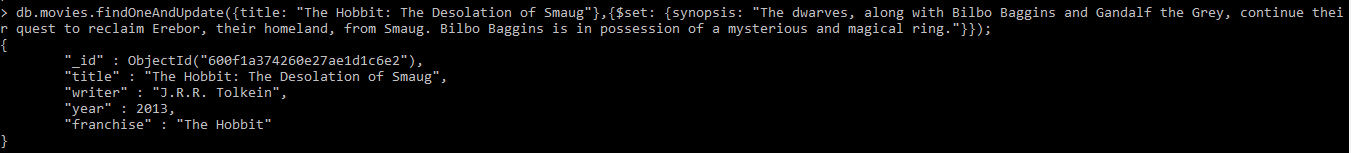 > db.movies.findOneAndUpdate({title: "The Hobbit: The Desolation of Smaug"},{$set: {synopsis: "The dwarves, along with Bilbo Baggins and Gandalf the Grey, continue thei
r quest to reclaim Erebor, their homeland, from Smaug. Bilbo Baggins is in possession of a mysterious and magical ring."}});
{
        "_id" : ObjectId("600f1a374260e27ae1d1c6e2"),
        "title" : "The Hobbit: The Desolation of Smaug",
        "writer" : "J.R.R. Tolkein",
        "year" : 2013,
        "franchise" : "The Hobbit"
}